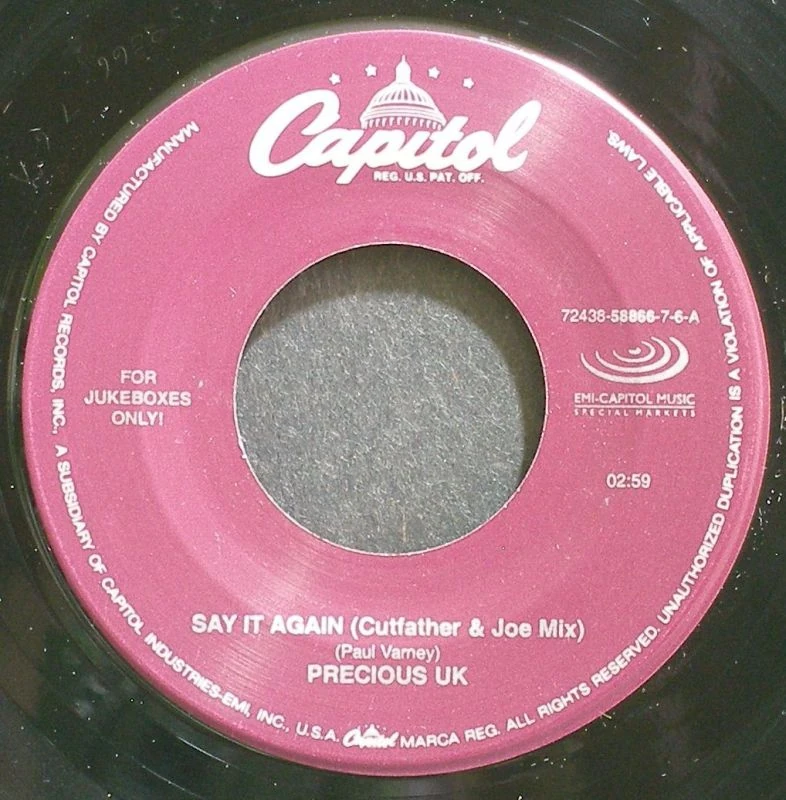 Capitol
REG. U.S. PAT. OFF.
72438-58866-7-6-A
EMI-CAPITOL MUSIC
SPECIAL MARKETS
FOR
JUKEBOXES
ONLY!
02:59
SAY IT AGAIN (Cutfather & Joe Mix)
(Paul Varney)
PRECIOUS UK
MANUFACTURED BY CAPITOL RECORDS, INC., A SUBSIDIARY OF CAPITOL INDUSTRIES-EMI, INC., U.S.A. Capitol MARCA REG. ALL RIGHTS RESERVED. UNAUTHORIZED DUPLICATION IS A VIOLATION OF APPLICABLE LAWS.